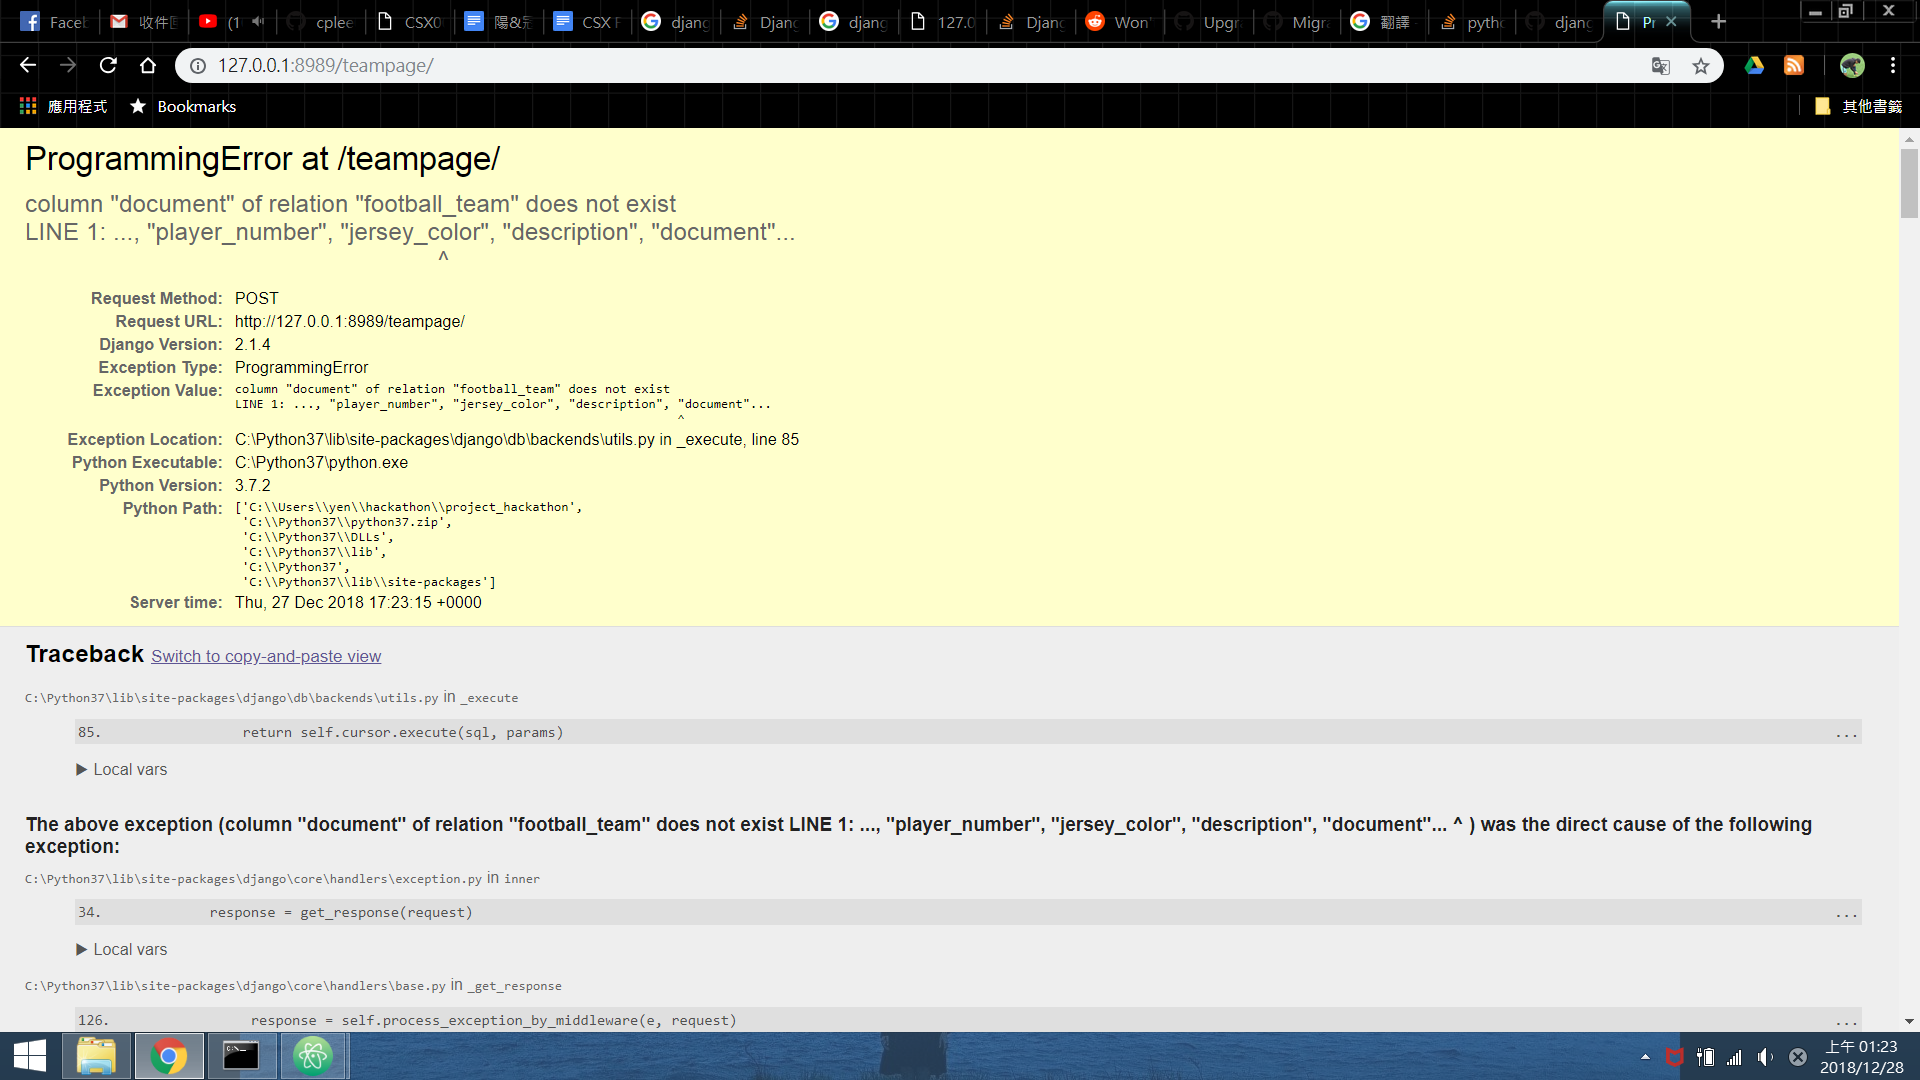 Faceb
收件匣
(1
cplee
CSX0
陽&冠
CSX F
djang
Djan
djang
127.0
Djang
Won'
Upgr
Migra
翻譯
pytho
djang
Pr
127.0.0.1:8989/teampage/
應用程式
Bookmarks
其他書籤
ProgrammingError at /teampage/
column "document" of relation "football_team" does not exist
LINE 1: ..., "player_number", "jersey_color", "description", "document"...
^
Request Method: POST
Request URL: http://127.0.0.1:8989/teampage/
Django Version: 2.1.4
Exception Type: ProgrammingError
Exception Value: column "document" of relation "football_team" does not exist
LINE 1: ..., "player_number", "jersey_color", "description", "document"...
^
Exception Location: C:\Python37\lib\site-packages\django\db\backends\utils.py in _execute, line 85
Python Executable: C:\Python37\python.exe
Python Version: 3.7.2
Python Path: ['C:\\Users\\yen\\hackathon\\project_hackathon',
'C:\\Python37\\python37.zip',
'C:\\Python37\\DLLs',
'C:\\Python37\\lib',
'C:\\Python37',
'C:\\Python37\\lib\\site-packages']
Server time: Thu, 27 Dec 2018 17:23:15 +0000
Traceback Switch to copy-and-paste view
C:\Python37\lib\site-packages\django\db\backends\utils.py in _execute
85. return self.cursor.execute(sql, params) ...
▶ Local vars
The above exception (column "document" of relation "football_team" does not exist LINE 1: ..., "player_number", "jersey_color", "description", "document"... ^ ) was the direct cause of the following
exception:
C:\Python37\lib\site-packages\django\core\handlers\exception.py in inner
34. response = get_response(request) ...
▶ Local vars
C:\Python37\lib\site-packages\django\core\handlers\base.py in _get_response
126. response = self.process_exception_by_middleware(e, request) ...
上午 01:23
2018/12/28